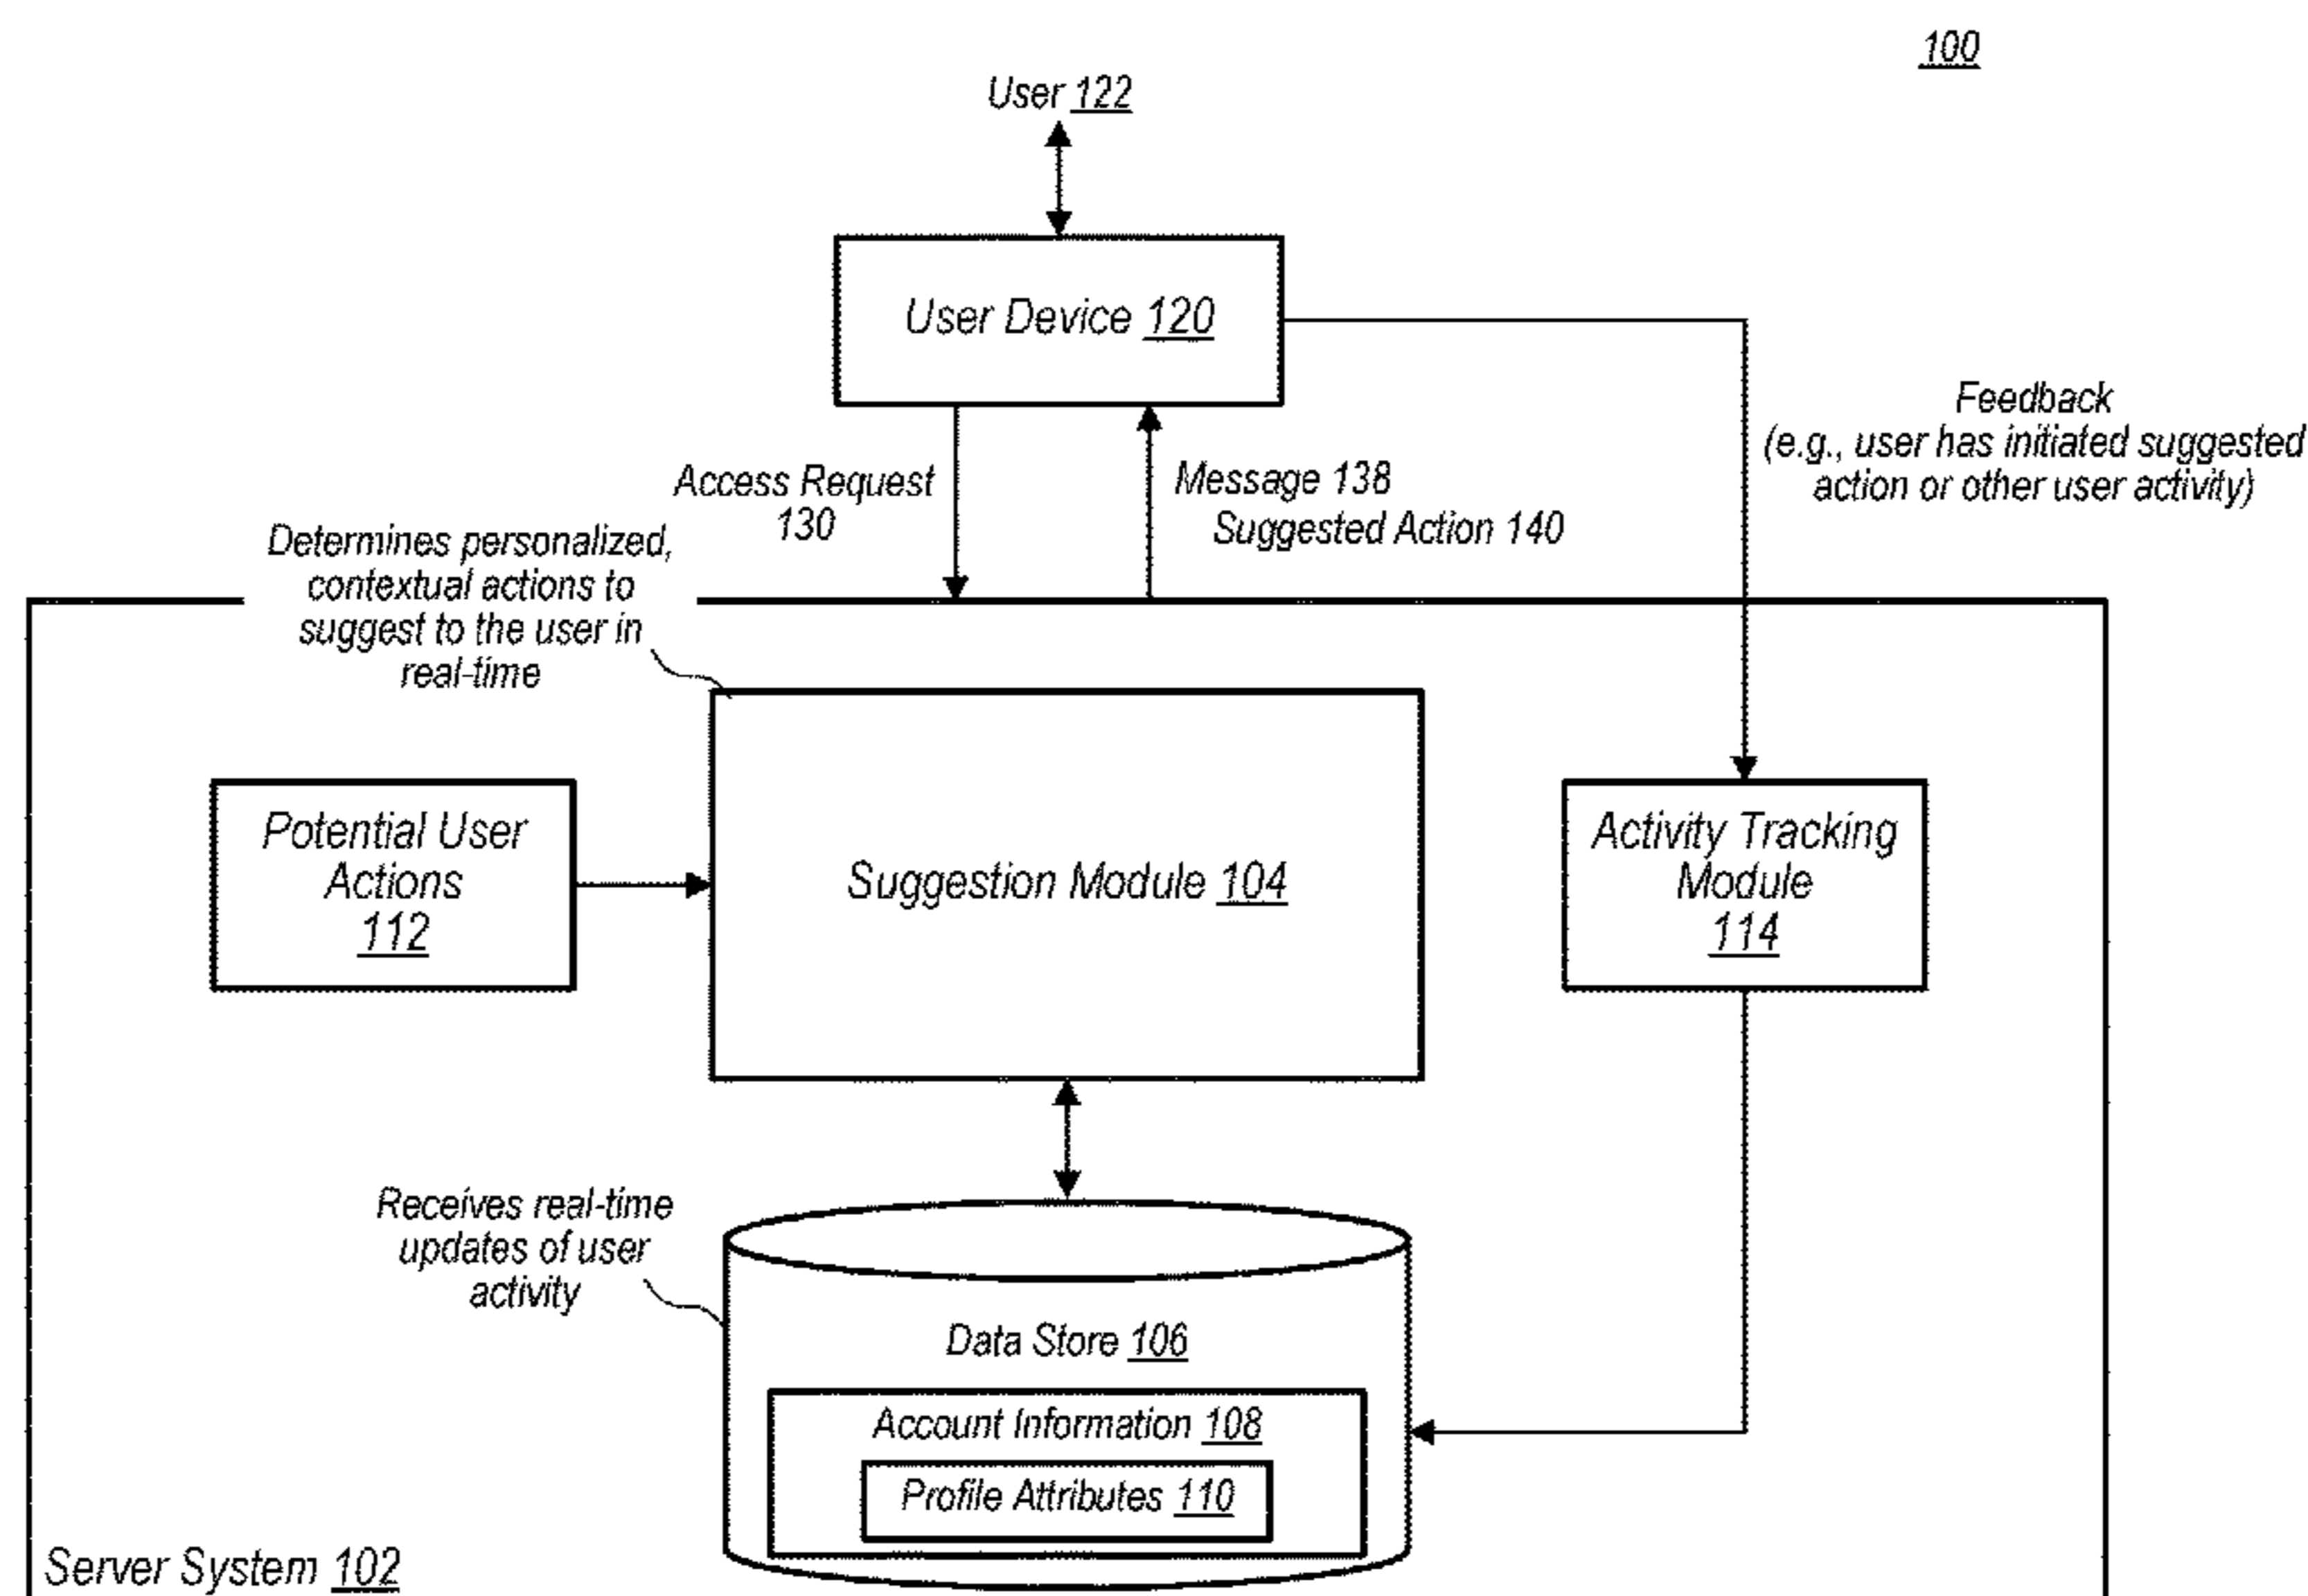 100
User 122
User Device 120
Feedback
(e.g., user has initiated suggested
action or other user activity)
Access Request
130
Message 138
Suggested Action 140
Determines personalized,
contextual actions to
suggest to the user in
real-time
Potential User
Actions
112
Suggestion Module 104
Activity Tracking
Module
114
Receives real-time
updates of user
activity
Data Store 106
Account Information 108
Profile Attributes 110
Server System 102